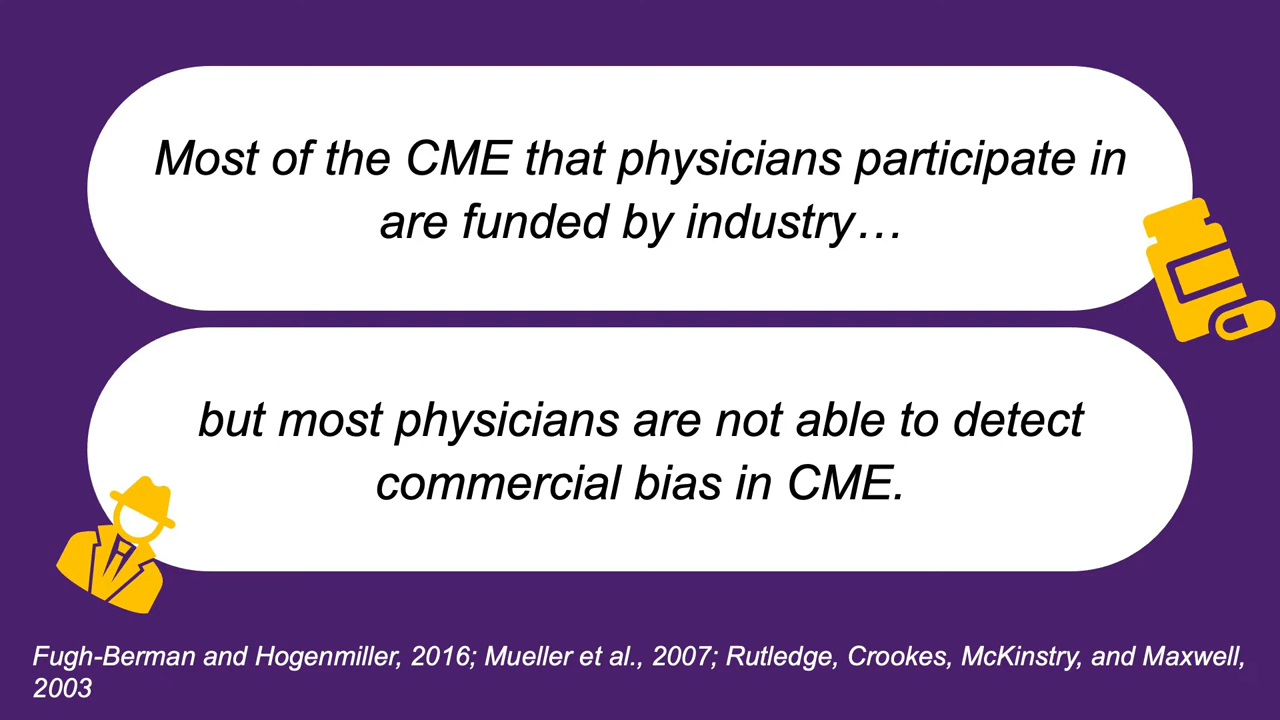 Most of the CME that physicians participate in
are funded by industry…
but most physicians are not able to detect
commercial bias in CME.
Fugh-Berman and Hogenmiller, 2016; Mueller et al., 2007; Rutledge, Crookes, McKinstry, and Maxwell,
2003